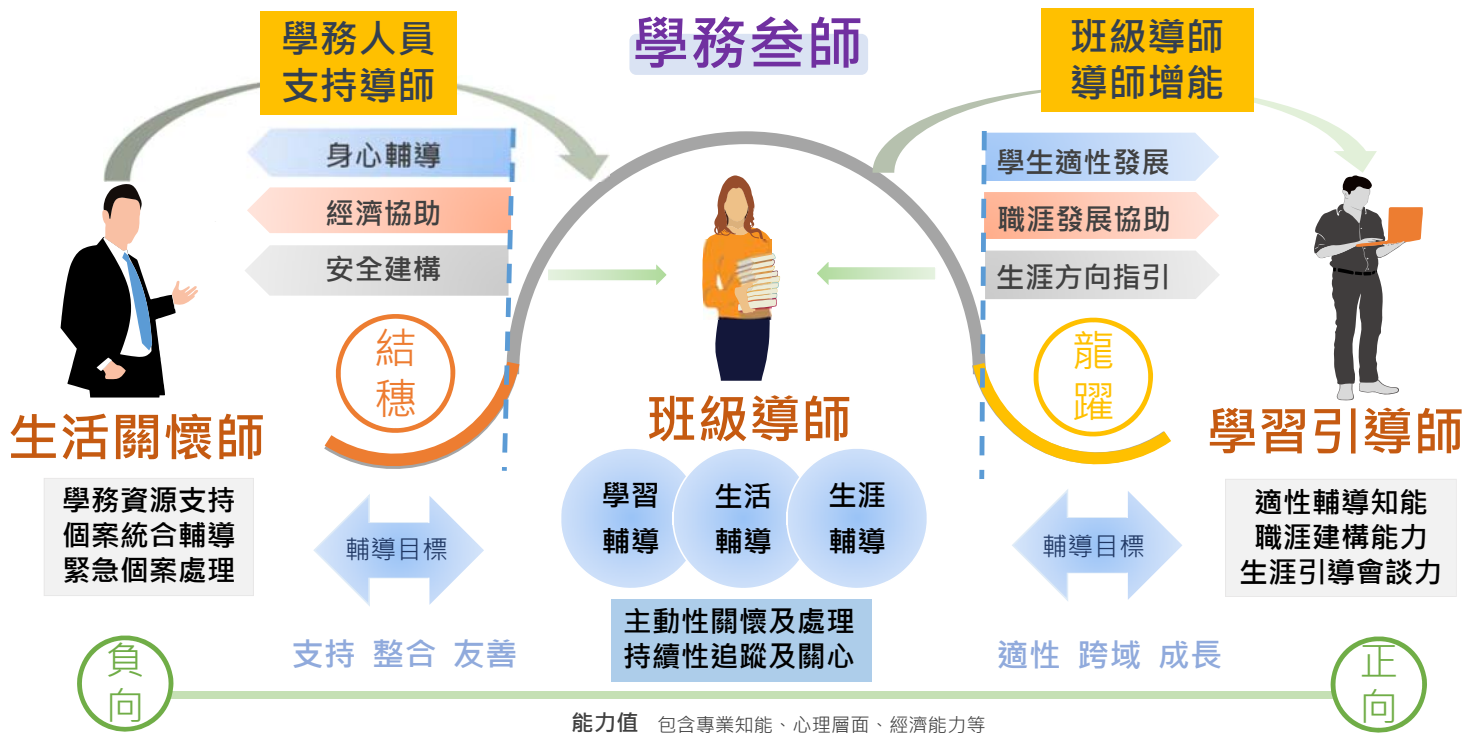 學務叁師
學務人員
支持導師
班級導師
導師增能
身心輔導
經濟協助
安全建構
學生適性發展
職涯發展協助
生涯方向指引
結
穗
龍
躍
生活關懷師
班級導師
學習引導師
學務資源支持
個案統合輔導
緊急個案處理
輔導目標
學習
輔導
生活
輔導
生涯
輔導
輔導目標
適性輔導知能
職涯建構能力
生涯引導會談力
主動性關懷及處理
持續性追蹤及關心
支持 整合 友善
適性 跨域 成長
負
向
正
向
能力值 包含專業知能、心理層面、經濟能力等